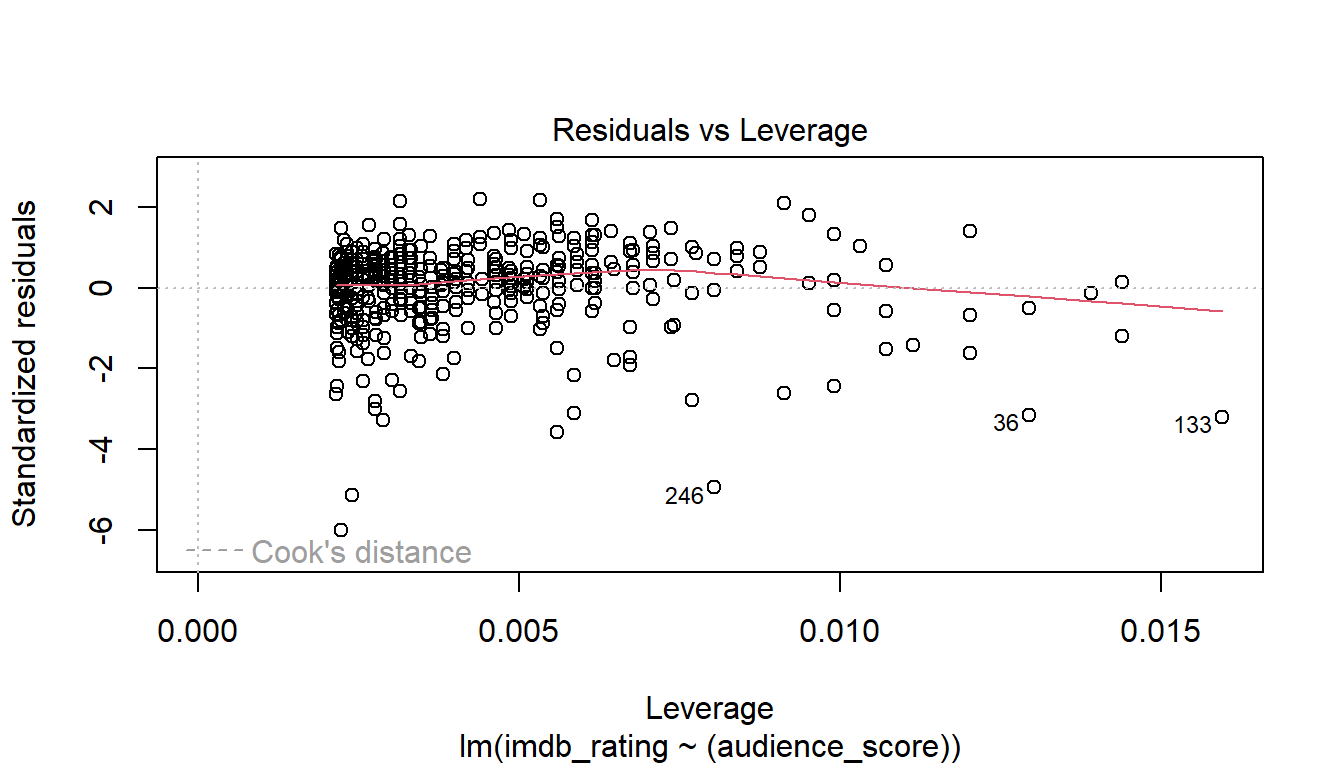 Residuals vs Leverage
Standardized residuals
2
0
-2
-4
-6
36
133
246
Cook's distance
0.000 0.005 0.010 0.015
Leverage
lm(imdb_rating ~ (audience_score))